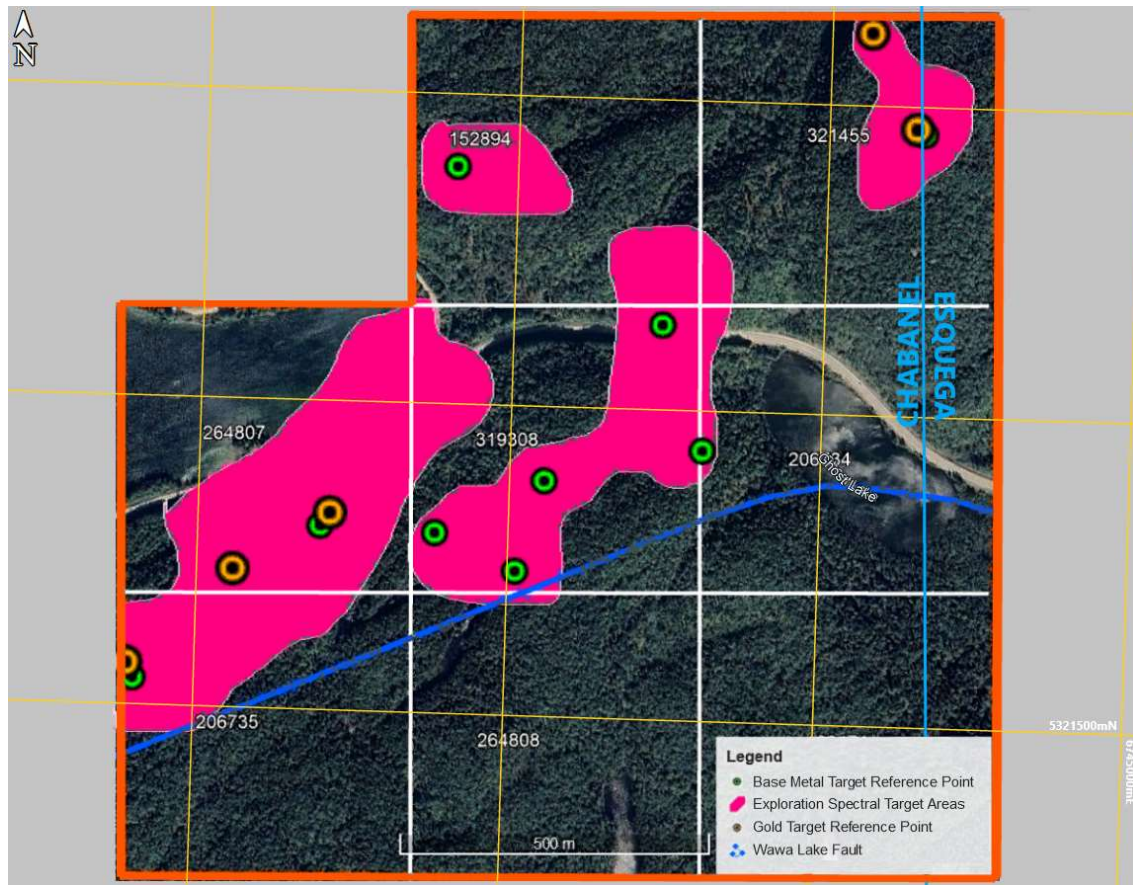 N
152894
321455
CHABANEL
ESQUEGA
264807
319308
Ghost Lake
206735
264808
5321500mN
Legend
Base Metal Target Reference Point
Exploration Spectral Target Areas
Gold Target Reference Point
Wawa Lake Fault
500 m